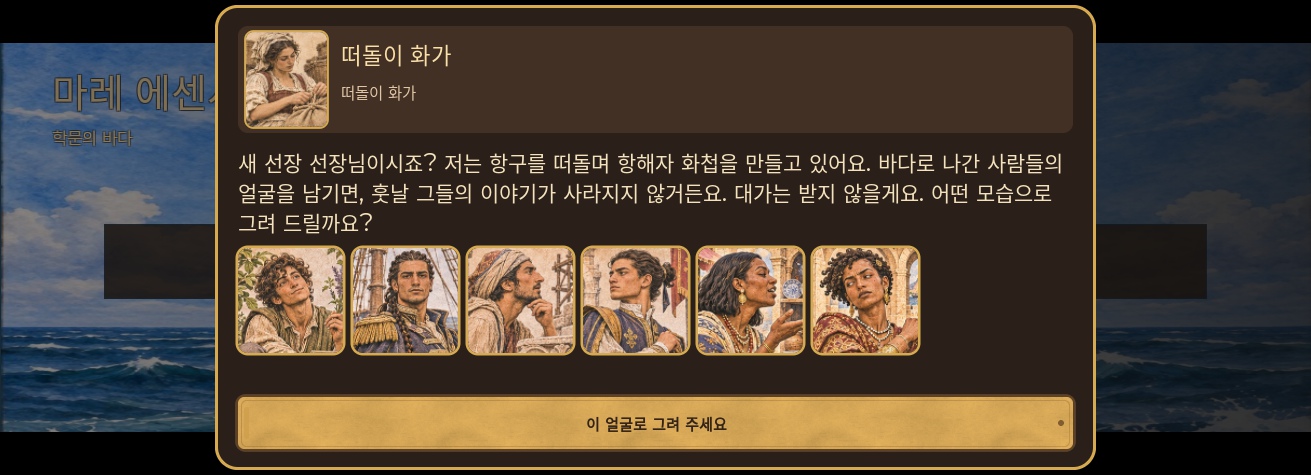 마레 에센
학문의 바다
떠돌이 화가
떠돌이 화가
새 선장 선장님이시죠? 저는 항구를 떠돌며 항해자 화첩을 만들고 있어요. 바다로 나간 사람들의
얼굴을 남기면, 훗날 그들의 이야기가 사라지지 않거든요. 대가는 받지 않을게요. 어떤 모습으로
그려 드릴까요?
이 얼굴로 그려 주세요